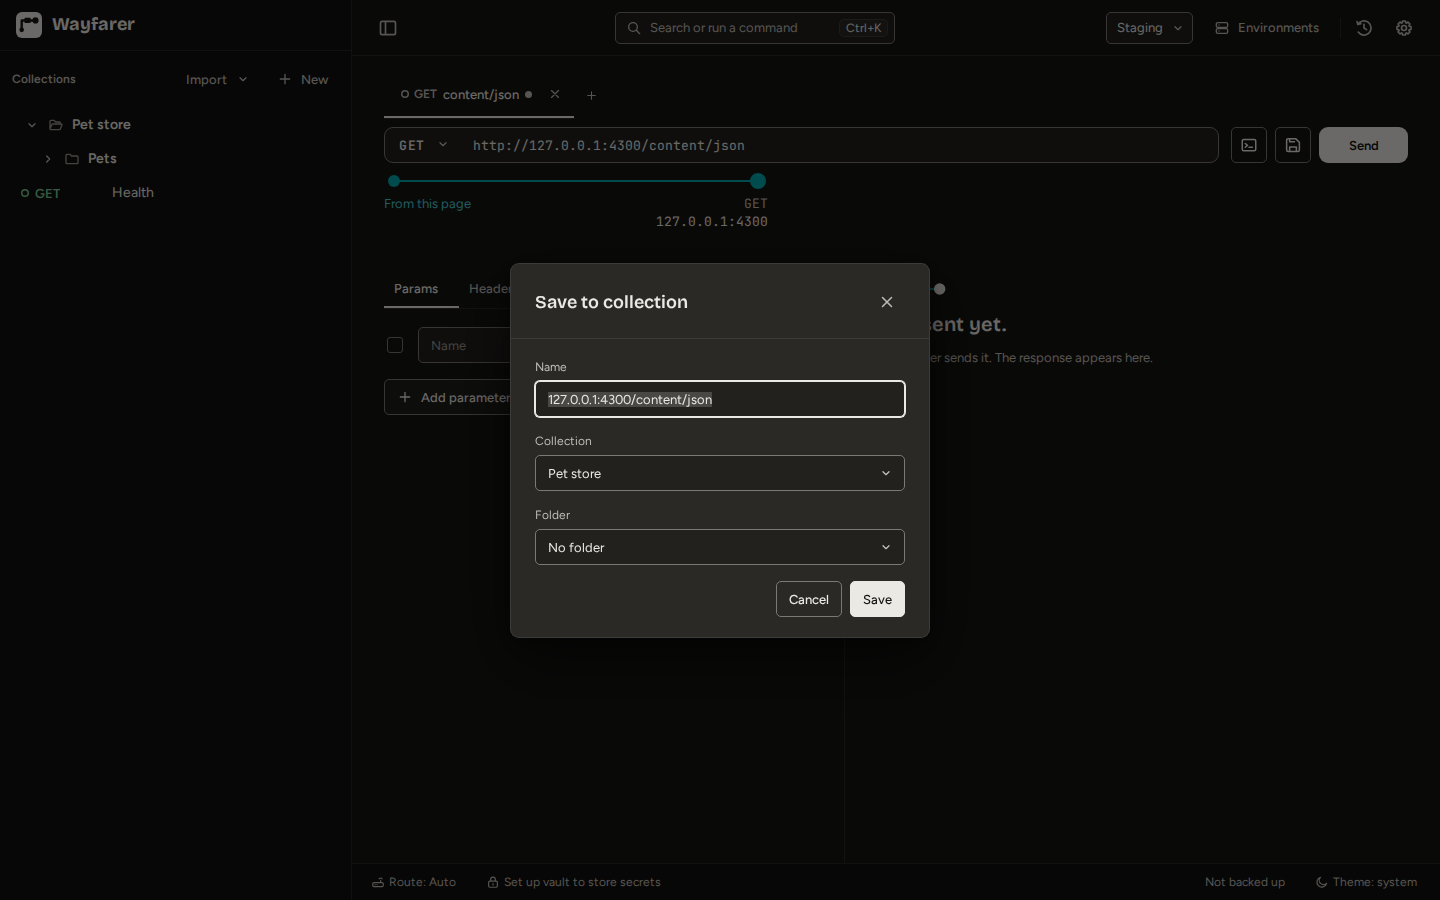 Wayfarer
Search or run a command
Ctrl+K
Staging
Environments
Collections
Import
New
GET content/json
Pet store
Pets
GET Health
GET
http://127.0.0.1:4300/content/json
Send
From this page
GET
127.0.0.1:4300
Params
Header
sent yet.
er sends it. The response appears here.
Name
Add parameter
Save to collection
Name
127.0.0.1:4300/content/json
Collection
Pet store
Folder
No folder
Cancel
Save
Route: Auto
Set up vault to store secrets
Not backed up
Theme: system